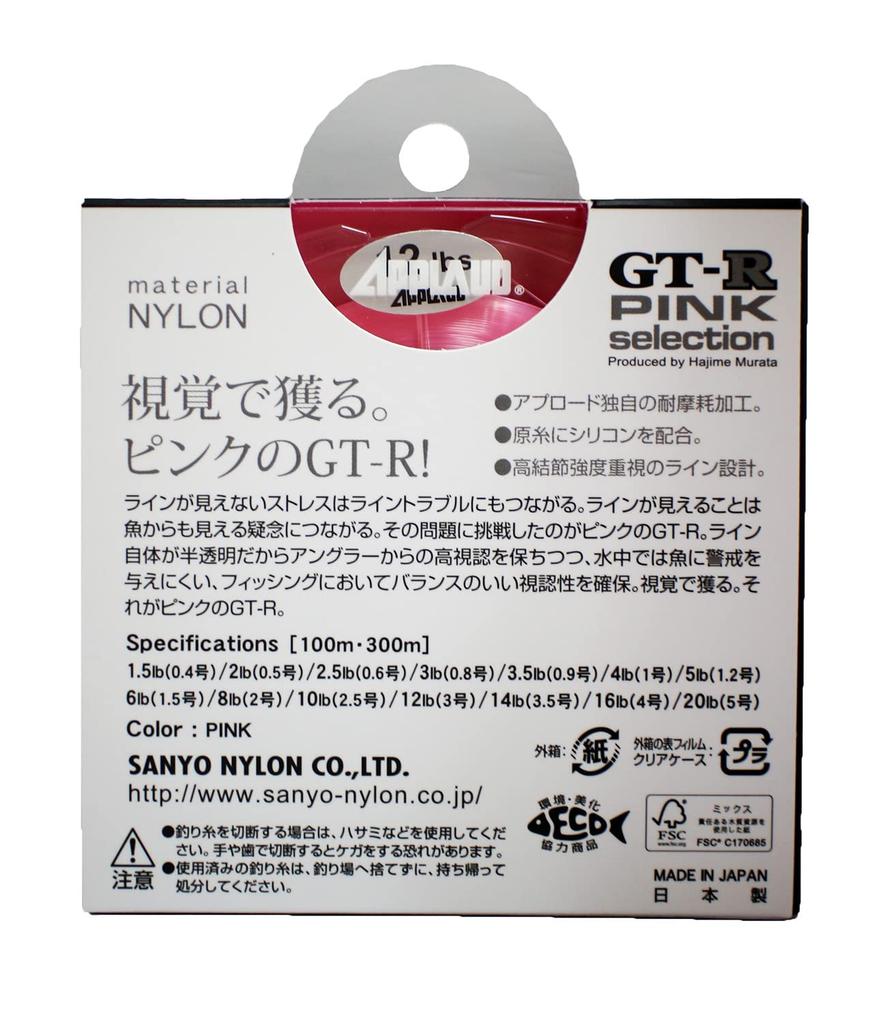 12 lbs
APPLAUD®
APPLAUD
material
NYLON
GT-R
PINK
selection
Produced by Hajime Murata
視覚で獲る。
ピンクのGT-R!
●アプロード独自の耐摩耗加工。
●原糸にシリコンを配合。
●高結節強度重視のライン設計。
ラインが見えないストレスはライントラブルにもつながる。ラインが見えることは
魚からも見える疑念につながる。その問題に挑戦したのがピンクのGT-R。ライン
自体が半透明だからアングラーからの高視認を保ちつつ、水中では魚に警戒を
与えにくい、フィッシングにおいてバランスのいい視認性を確保。視覚で獲る。そ
れがピンクのGT-R。
Specifications [100m・300m]
1.5lb(0.4号)/2lb(0.5号)/2.5lb(0.6号)/3lb(0.8号)/3.5lb(0.9号)/4lb(1号)/5lb(1.2号)
6lb(1.5号)/8lb(2号)/10lb(2.5号)/12lb(3号)/14lb(3.5号)/16lb(4号)/20lb(5号)
Color : PINK
SANYO NYLON CO.,LTD.
http://www.sanyo-nylon.co.jp/
外箱:
紙
外箱の表フィルム
クリアケース:
プラ
注意
●釣り糸を切断する場合は、ハサミなどを使用してくだ
さい。手や歯で切断するとケガをする恐れがあります。
●使用済みの釣り糸は、釣り場へ捨てずに、持ち帰って
処分してください。
環境・美化
ECO
協力商品
FSC
www.fsc.org
ミックス
責任ある木質資源を
使用した紙
FSC® C170685
MADE IN JAPAN
日本製